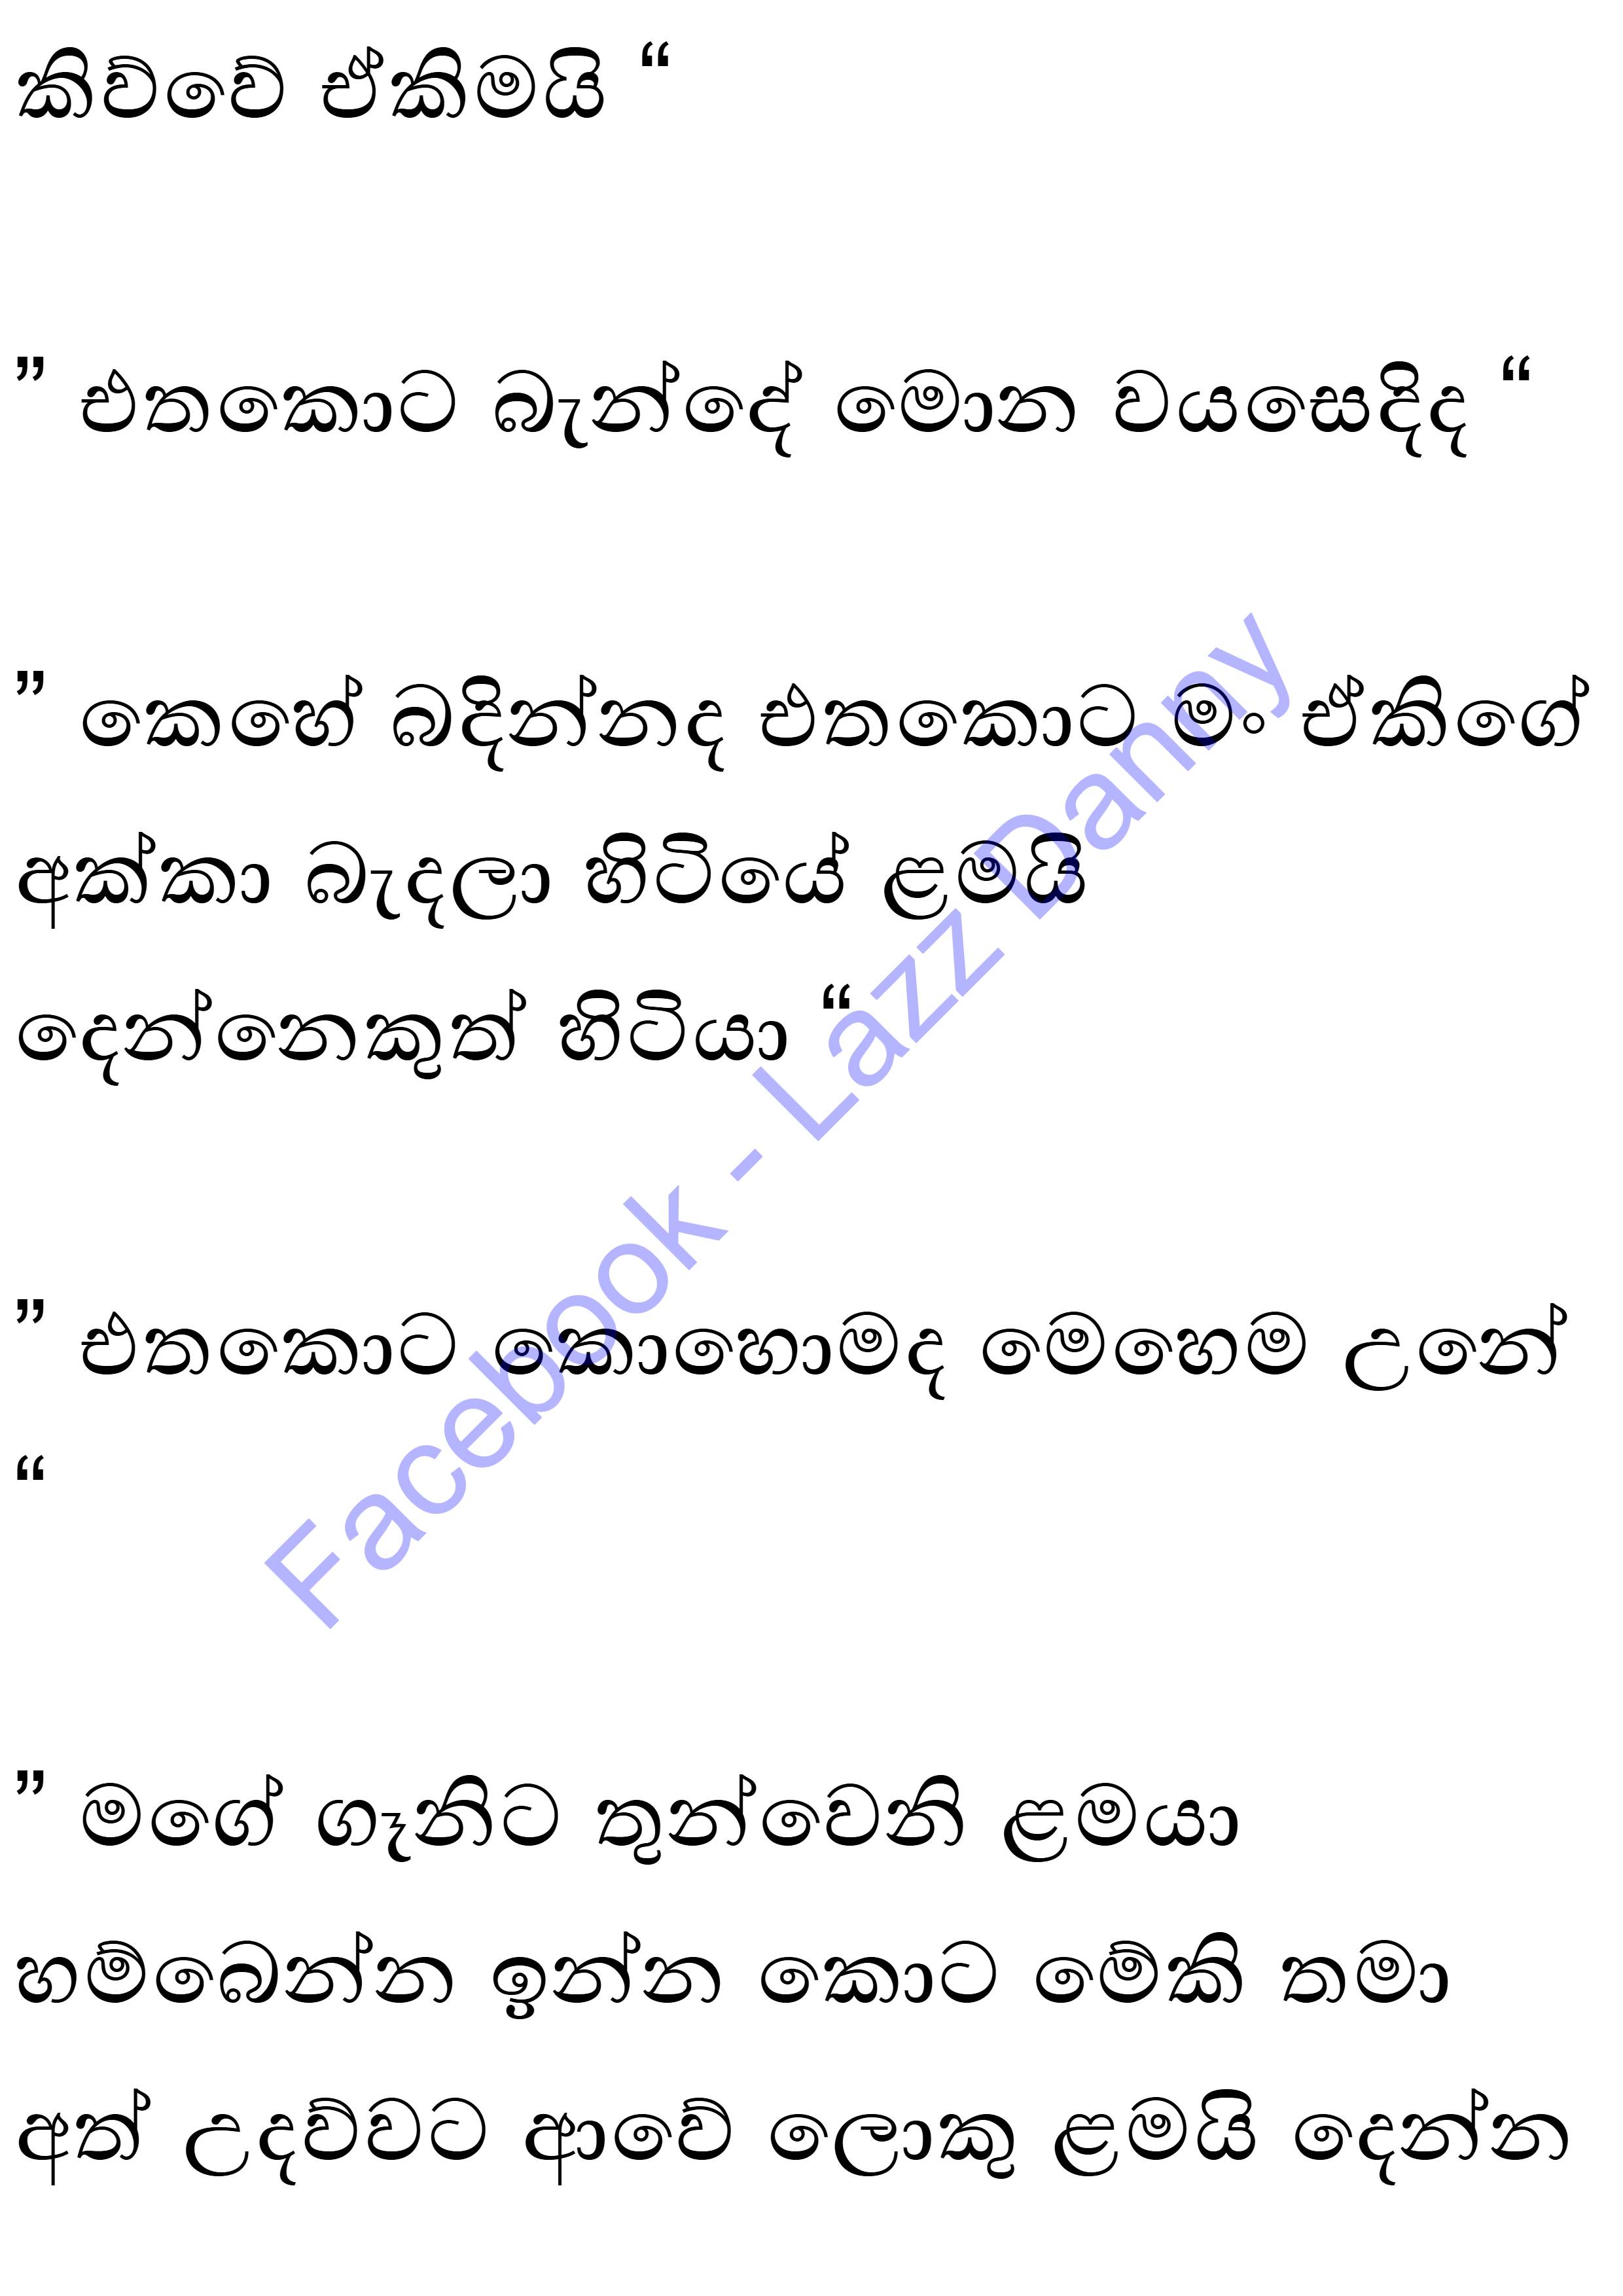 කිව්වේ ඒකිමයි “
” එතකොට බැන්දේ මොන වයසෙදිද “
” කෙහේ බදින්නද එතකොට මං ඒකිගේ
අක්කා බැදලා හිටියේ ළමයි
දෙන්නෙකුත් හිටියා “
” එතකොට කොහොමද මෙහෙම උනේ
“
” මගේ ගෑනිට තුන්වෙනි ළමයා
හම්බෙන්න ඉන්න කොට මේකි තමා
අත් උදව්වට ආවේ ලොකු ළමයි දෙන්න
Facebook - Lazz Danny